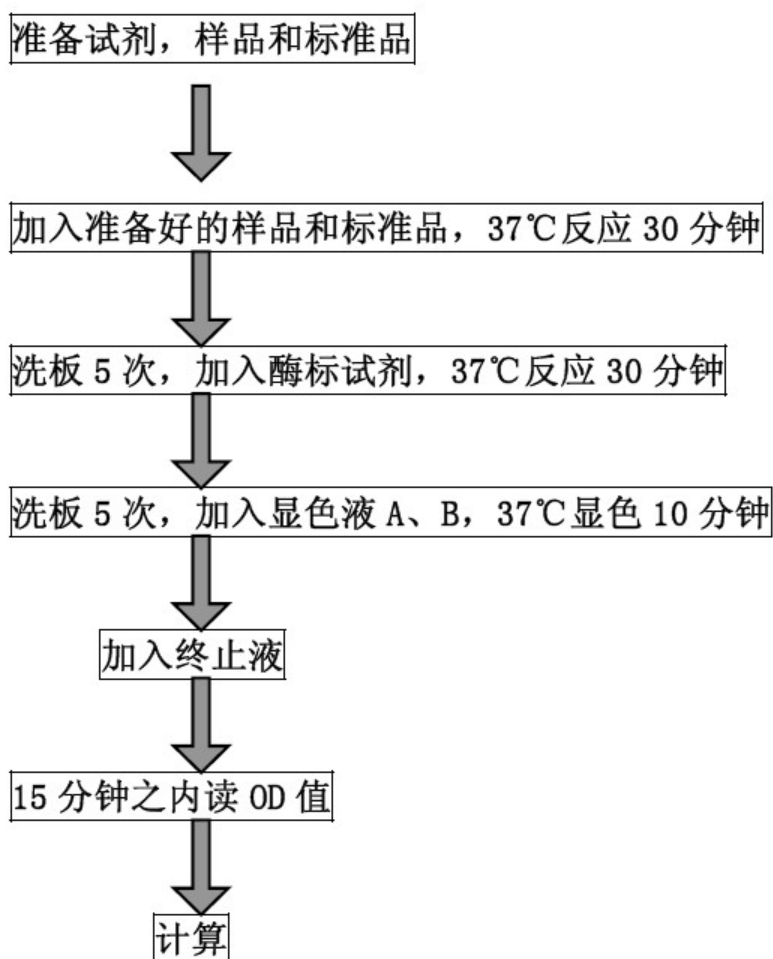 准备试剂，样品和标准品
加入准备好的样品和标准品，37℃反应 30 分钟
洗板 5 次，加入酶标试剂，37℃反应 30 分钟
洗板 5 次，加入显色液 A、B，37℃显色 10 分钟
加入终止液
15 分钟之内读 OD 值
计算